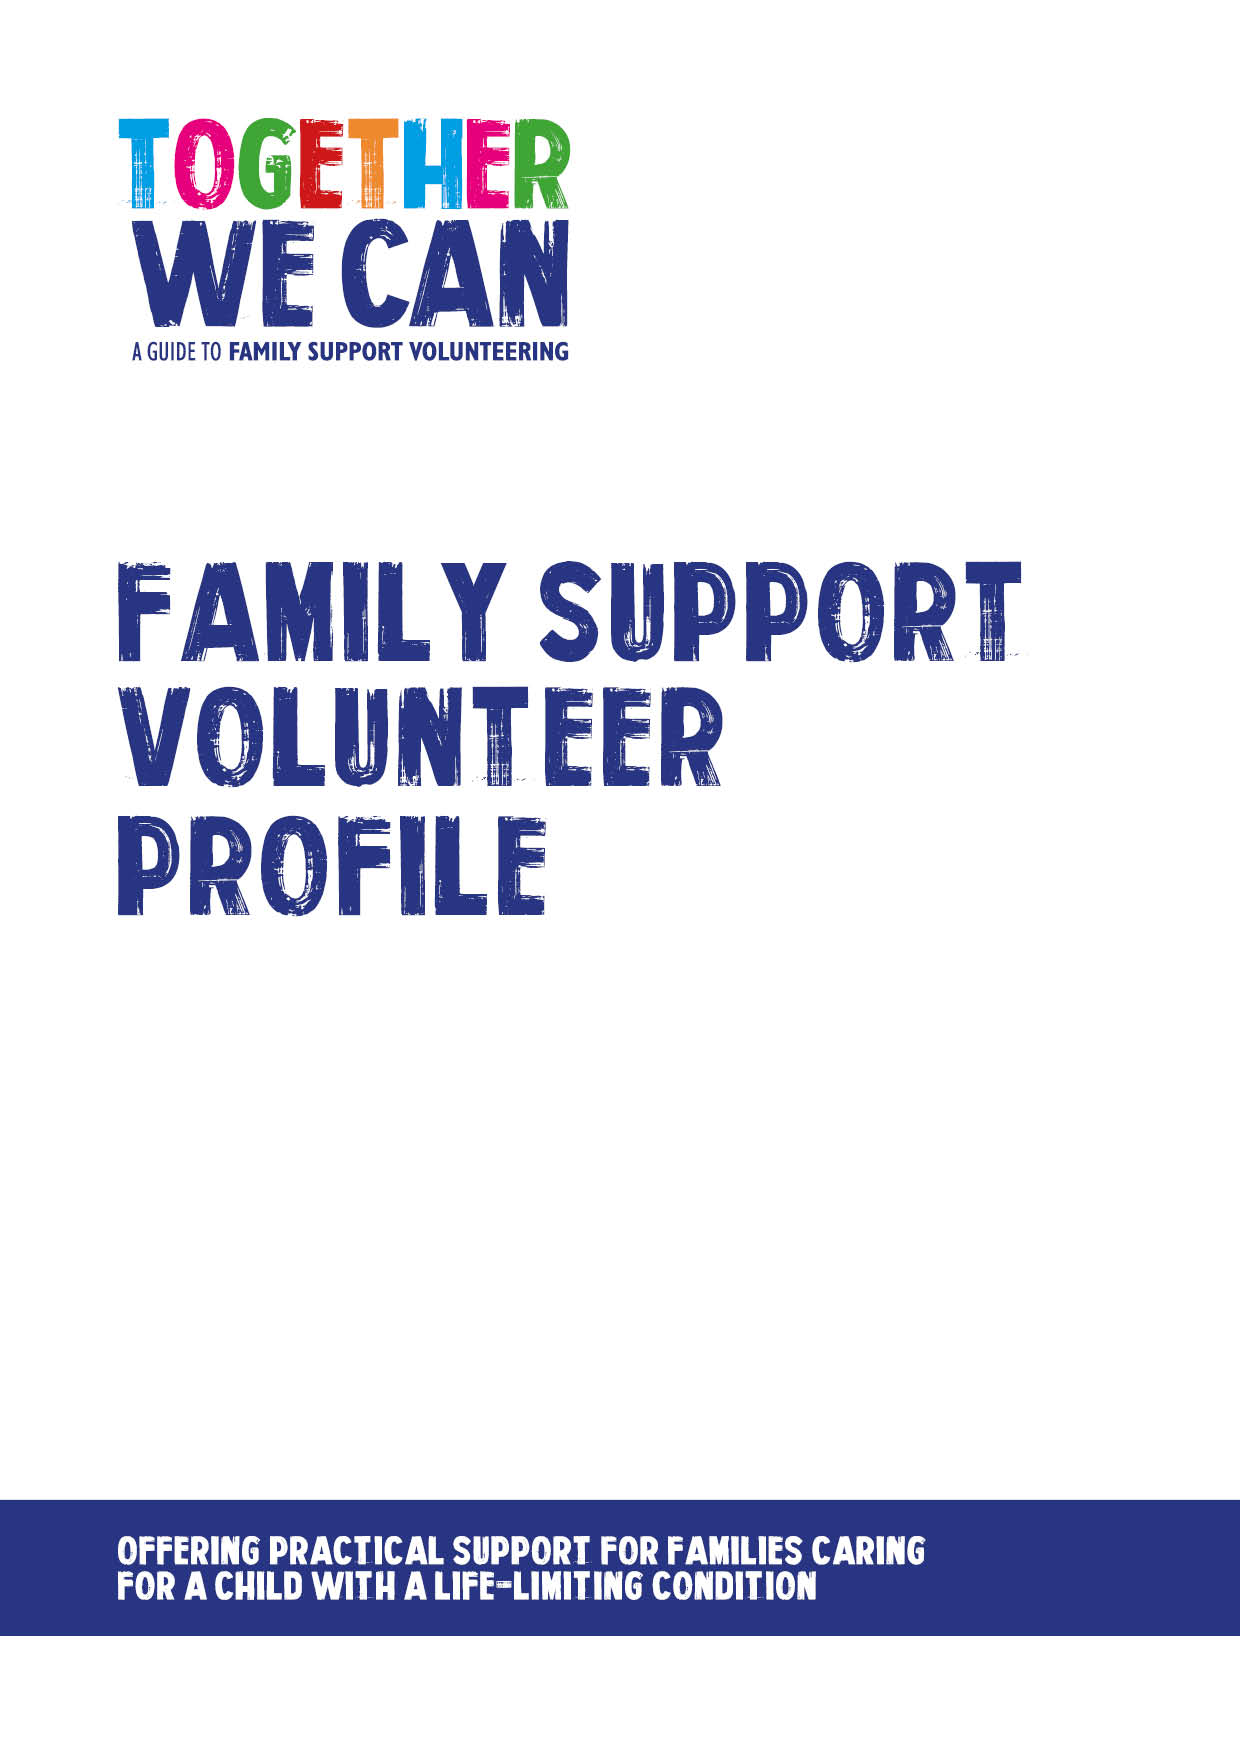 TOGETHER
WE CAN
A GUIDE TO FAMILY SUPPORT VOLUNTEERING
FAMILY SUPPORT
VOLUNTEER
PROFILE
OFFERING PRACTICAL SUPPORT FOR FAMILIES CARING
FOR A CHILD WITH A LIFE-LIMITING CONDITION